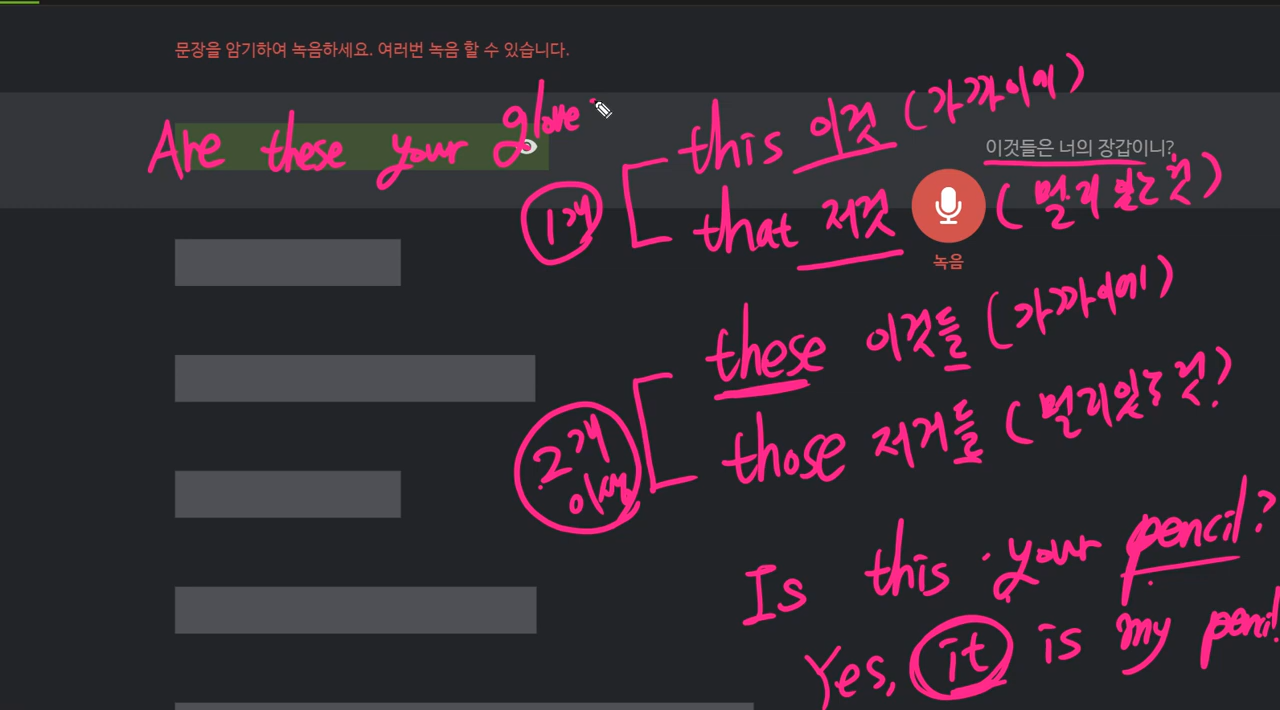 문장을 암기하여 녹음하세요. 여러번 녹음 할 수 있습니다.
Are these your glove
this 이것 (가까이에)
이것들은 너의 장갑이니?
1개
that 저것 (멀리 있는 것)
녹음
these 이것들 (가까이에)
2개
이상
those 저거들 (멀리있는 것)
Is this your pencil?
Yes, it is my pencil